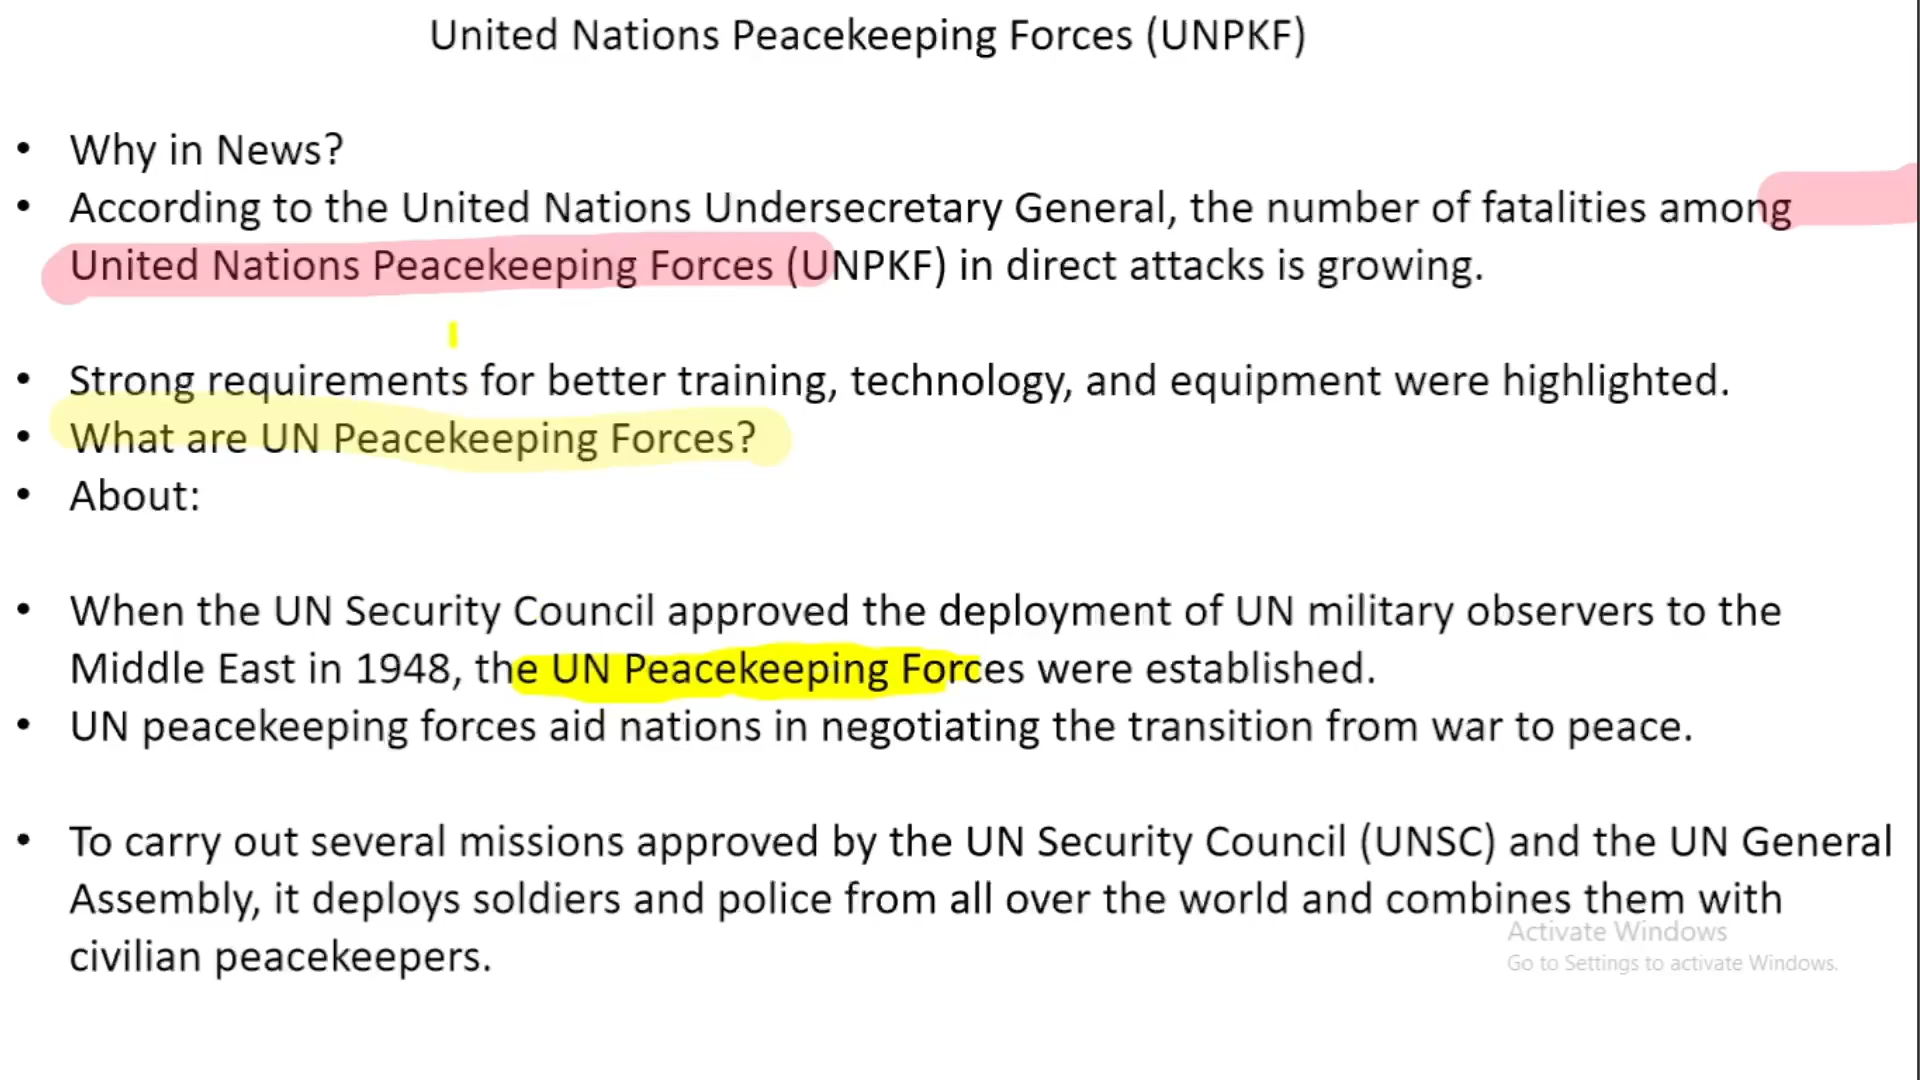 United Nations Peacekeeping Forces (UNPKF)
• Why in News?
• According to the United Nations Undersecretary General, the number of fatalities among
United Nations Peacekeeping Forces (UNPKF) in direct attacks is growing.
• Strong requirements for better training, technology, and equipment were highlighted.
• What are UN Peacekeeping Forces?
• About:
• When the UN Security Council approved the deployment of UN military observers to the
Middle East in 1948, the UN Peacekeeping Forces were established.
• UN peacekeeping forces aid nations in negotiating the transition from war to peace.
• To carry out several missions approved by the UN Security Council (UNSC) and the UN General
Assembly, it deploys soldiers and police from all over the world and combines them with
civilian peacekeepers.
Activate Windows
Go to Settings to activate Windows.